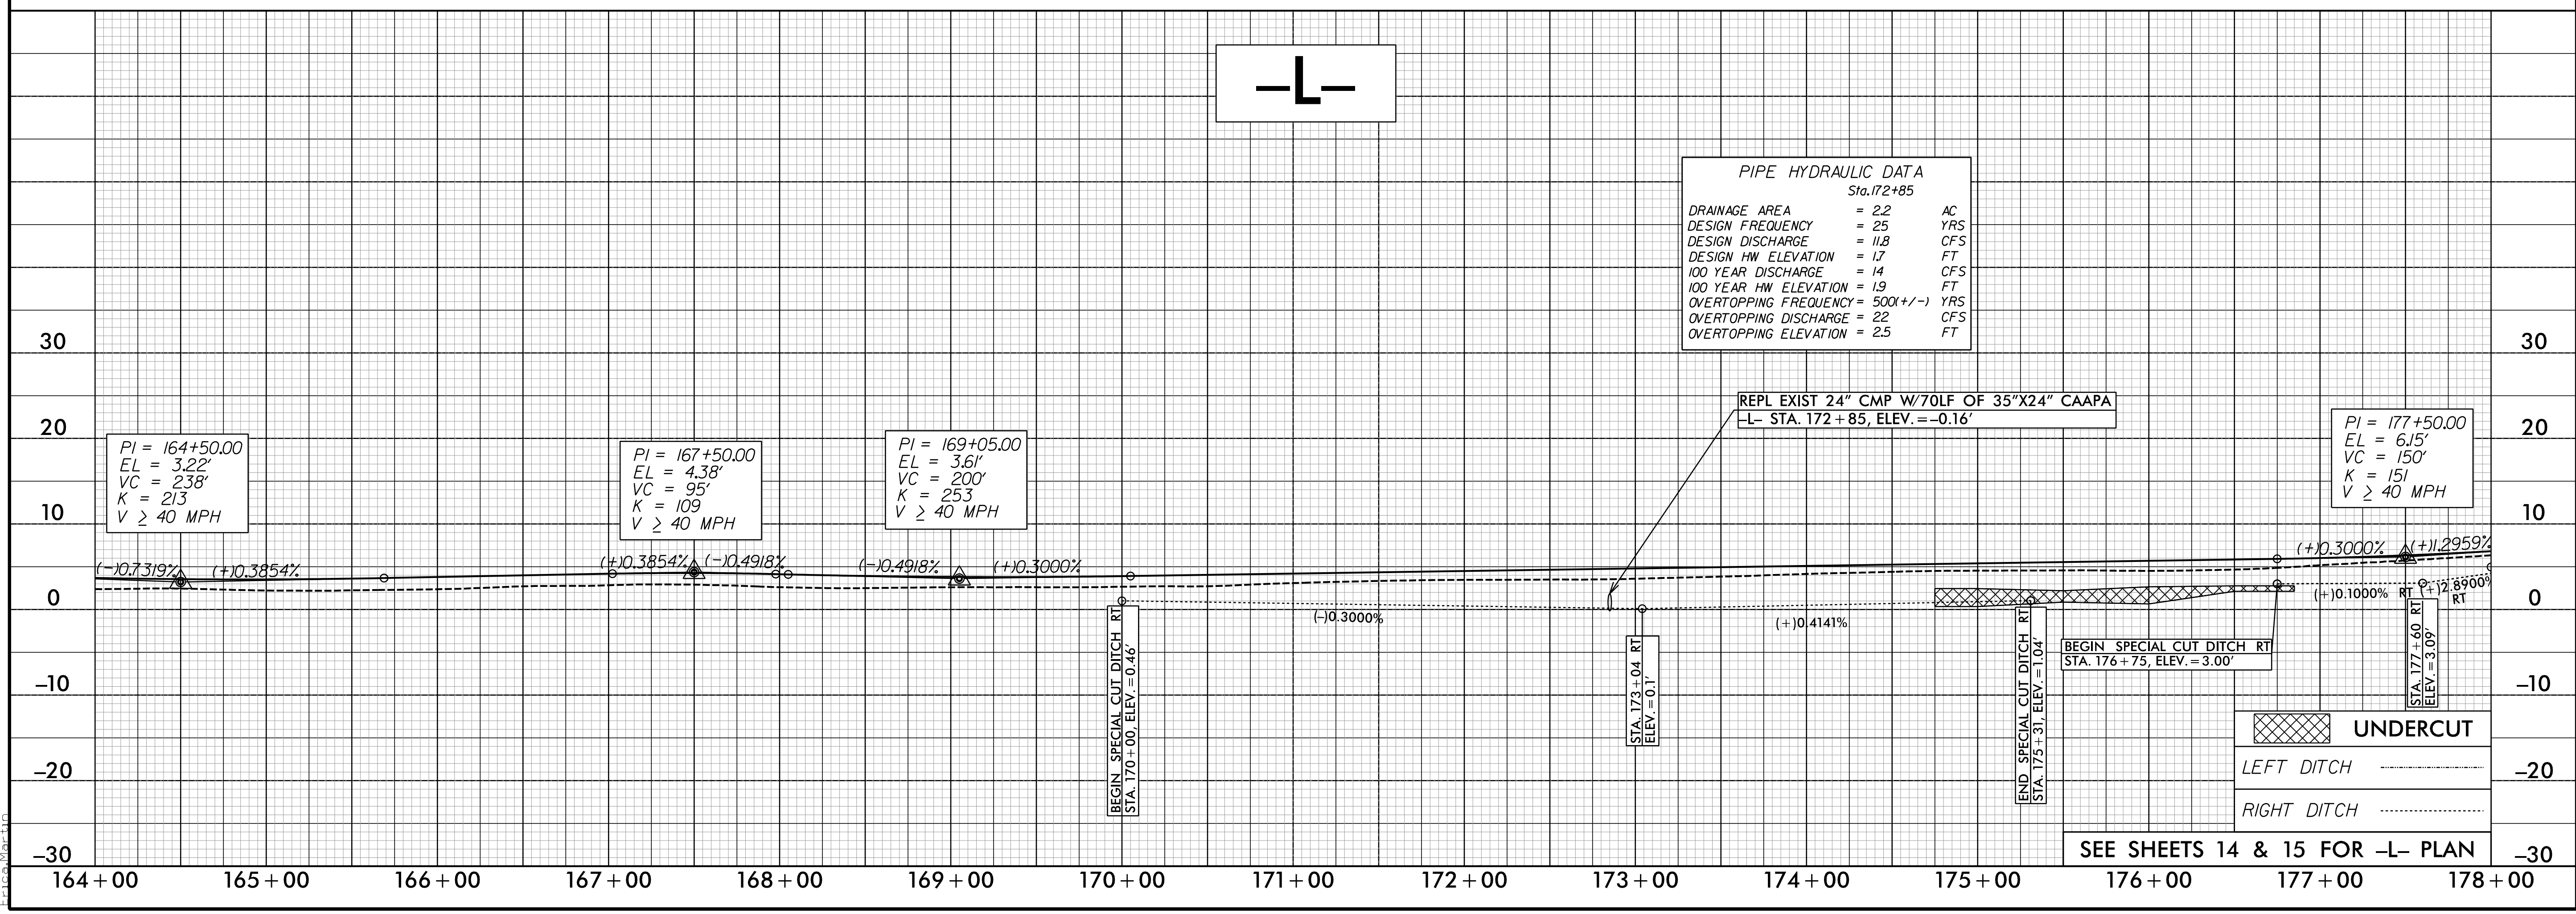 –L–
PIPE HYDRAULIC DATA
Sta. 172+85
DRAINAGE AREA = 2.2 AC
DESIGN FREQUENCY = 25 YRS
DESIGN DISCHARGE = 11.8 CFS
DESIGN HW ELEVATION = 1.7 FT
100 YEAR DISCHARGE = 14 CFS
100 YEAR HW ELEVATION = 1.9 FT
OVERTOPPING FREQUENCY = 500(+/-) YRS
OVERTOPPING DISCHARGE = 22 CFS
OVERTOPPING ELEVATION = 2.5 FT
30
30
REPL EXIST 24" CMP W/70LF OF 35"X24" CAAPA
–L– STA. 172+85, ELEV.=–0.16'
20
20
PI = 164+50.00
EL = 3.22'
VC = 238'
K = 213
V ≥ 40 MPH
PI = 167+50.00
EL = 4.38'
VC = 95'
K = 109
V ≥ 40 MPH
PI = 169+05.00
EL = 3.61'
VC = 200'
K = 253
V ≥ 40 MPH
PI = 177+50.00
EL = 6.15'
VC = 150'
K = 151
V ≥ 40 MPH
10
10
(-)0.7319%
(+)0.3854%
(+)0.3854%
(-)0.4918%
(-)0.4918%
(+)0.3000%
(+)0.3000%
(+)1.2959%
0
0
(–)0.3000%
(+)0.4141%
(+)0.1000% RT
(+)2.8900%
RT
BEGIN SPECIAL CUT DITCH RT
STA. 170+00, ELEV.=0.46'
STA. 173+04 RT
ELEV.=0.1'
END SPECIAL CUT DITCH RT
STA. 175+31, ELEV.=1.04'
BEGIN SPECIAL CUT DITCH RT
STA. 176+75, ELEV.=3.00'
STA. 177+60 RT
ELEV.=3.09'
–10
–10
UNDERCUT
–20
–20
LEFT DITCH
RIGHT DITCH
SEE SHEETS 14 & 15 FOR –L– PLAN
–30
–30
164+00
165+00
166+00
167+00
168+00
169+00
170+00
171+00
172+00
173+00
174+00
175+00
176+00
177+00
178+00